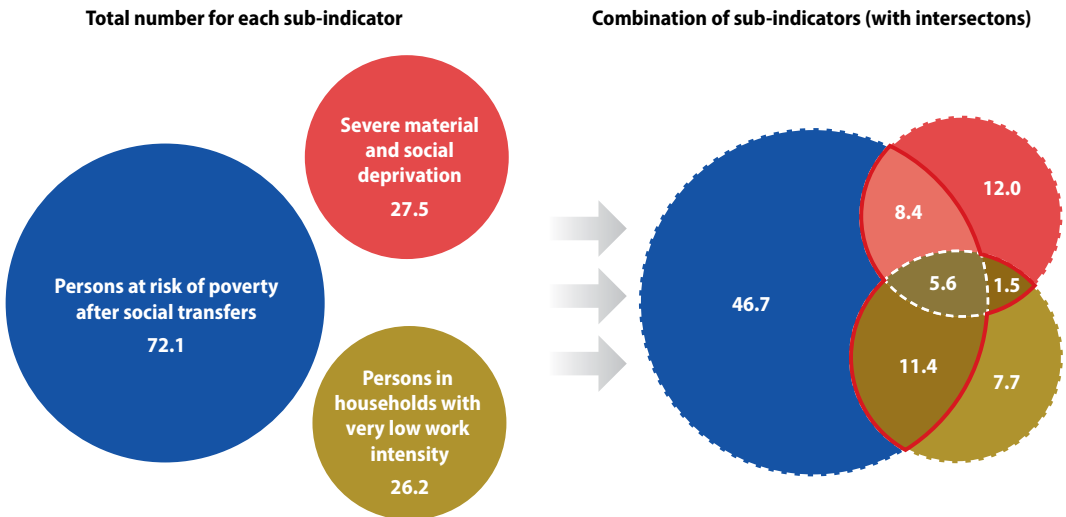 Total number for each sub-indicator
Severe material
and social
deprivation
27.5
Persons at risk of poverty
after social transfers
72.1
Persons in
households with
very low work
intensity
26.2
Combination of sub-indicators (with intersectons)
12.0
8.4
5.6
1.5
46.7
11.4
7.7